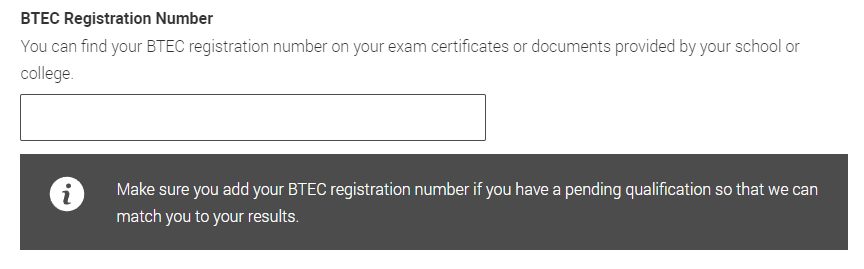 BTEC Registration Number
You can find your BTEC registration number on your exam certificates or documents provided by your school or
college.
Make sure you add your BTEC registration number if you have a pending qualification so that we can
match you to your results.